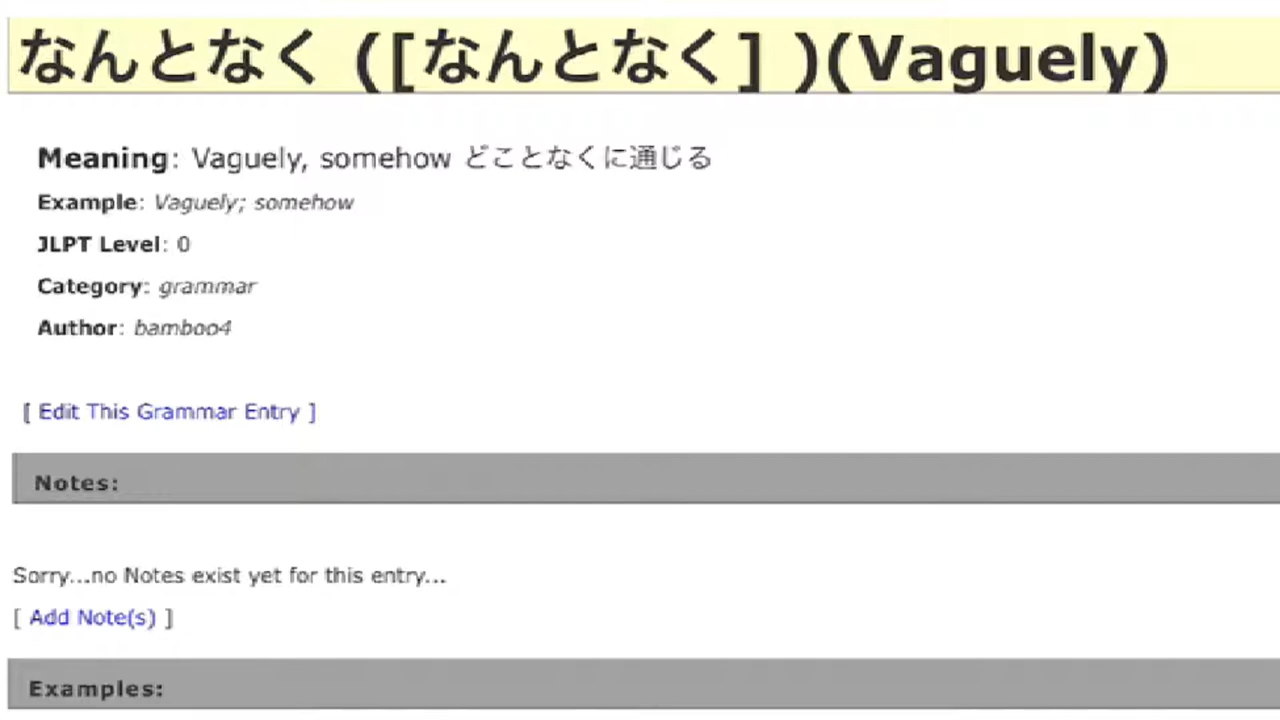 なんとなく ([なんとなく] )(Vaguely)
Meaning: Vaguely, somehow どことなくに通じる
Example: Vaguely; somehow
JLPT Level: 0
Category: grammar
Author: bamboo4
[ Edit This Grammar Entry ]
Notes:
Sorry...no Notes exist yet for this entry...
[ Add Note(s) ]
Examples: